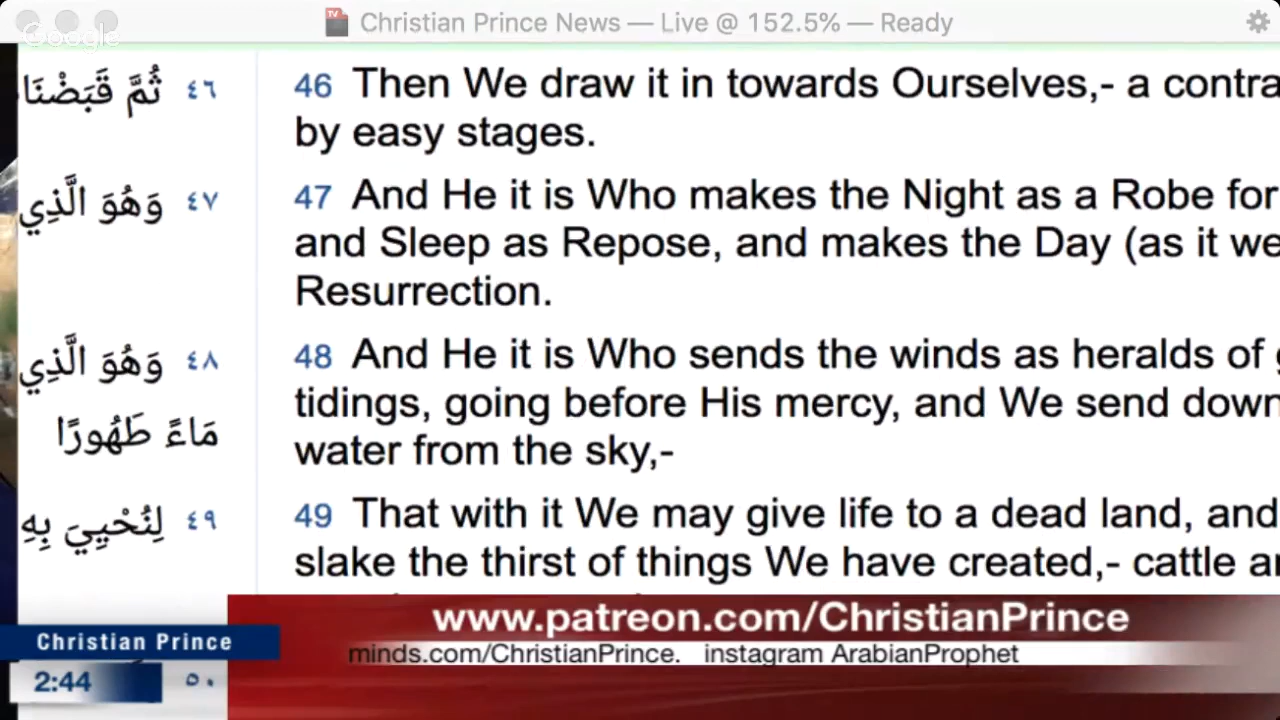 Christian Prince News — Live @ 152.5% — Ready
Google
46 Then We draw it in towards Ourselves,- a contra
by easy stages.
ثُمَّ قَبَضْنَا ٤٦
47 And He it is Who makes the Night as a Robe for
and Sleep as Repose, and makes the Day (as it we
Resurrection.
وَهُوَ الَّذِي ٤٧
48 And He it is Who sends the winds as heralds of g
tidings, going before His mercy, and We send down
water from the sky,-
وَهُوَ الَّذِي ٤٨
مَاءً طَهُورًا
49 That with it We may give life to a dead land, and
slake the thirst of things We have created,- cattle an
لِنُحْيِيَ بِهِ ٤٩
www.patreon.com/ChristianPrince
Christian Prince
minds.com/ChristianPrince. instagram ArabianProphet
2:44
٥٠